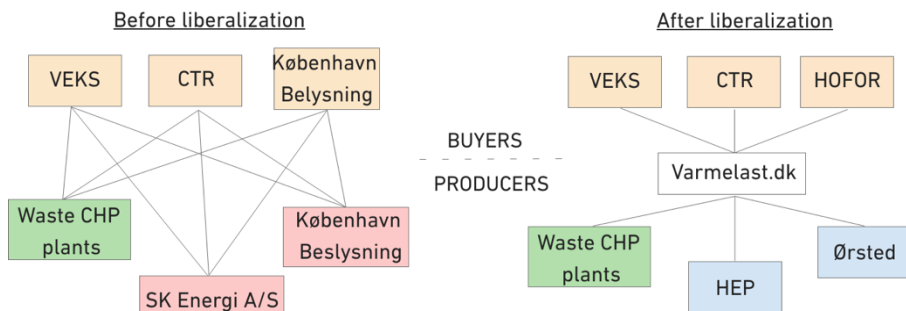 Before liberalization
VEKS
CTR
København
Belysning
Waste CHP
plants
København
Beslysning
SK Energi A/S
BUYERS
PRODUCERS
After liberalization
VEKS
CTR
HOFOR
Varmelast.dk
Waste CHP
plants
HEP
Ørsted